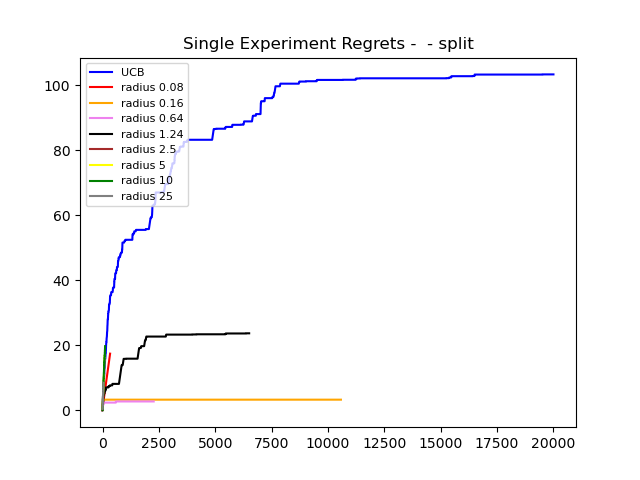 Single Experiment Regrets -  - split
UCB
radius 0.08
radius 0.16
radius 0.64
radius 1.24
radius 2.5
radius 5
radius 10
radius 25
100
80
60
40
20
0
0 2500 5000 7500 10000 12500 15000 17500 20000